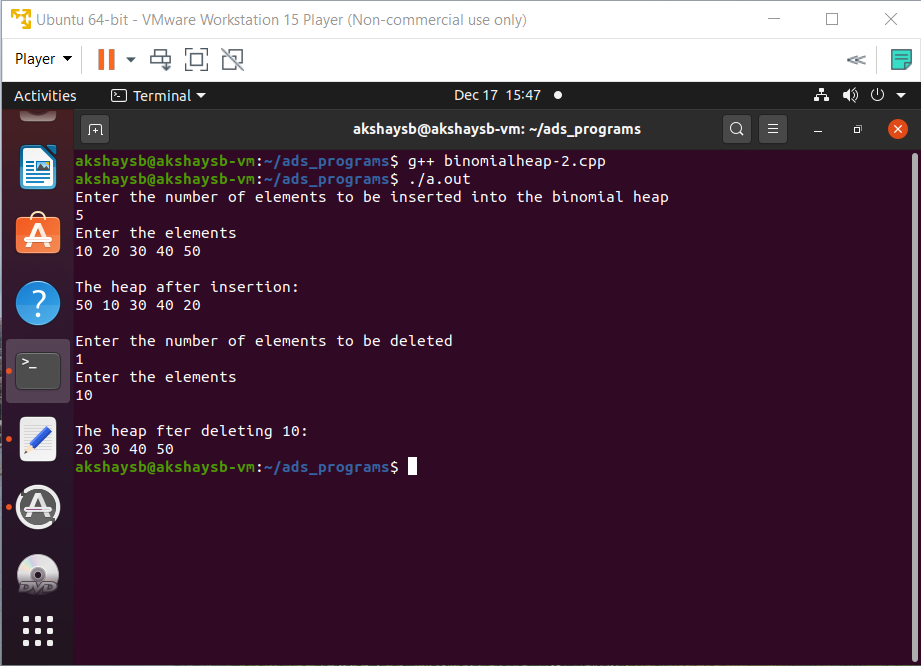 Ubuntu 64-bit - VMware Workstation 15 Player (Non-commercial use only)
Player
Activities Terminal Dec 17 15:47
akshaysb@akshaysb-vm: ~/ads_programs
akshaysb@akshaysb-vm:~/ads_programs$ g++ binomialheap-2.cpp
akshaysb@akshaysb-vm:~/ads_programs$ ./a.out
Enter the number of elements to be inserted into the binomial heap
5
Enter the elements
10 20 30 40 50
The heap after insertion:
50 10 30 40 20
Enter the number of elements to be deleted
1
Enter the elements
10
The heap fter deleting 10:
20 30 40 50
akshaysb@akshaysb-vm:~/ads_programs$
DVD